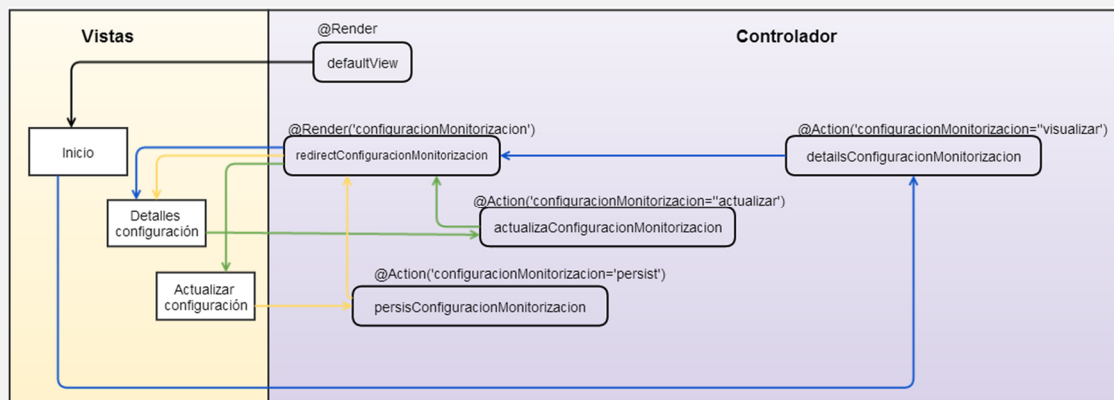 Vistas
Controlador
@Render
defaultView
Inicio
@Render('configuracionMonitorizacion')
redirectConfiguracionMonitorizacion
@Action('configuracionMonitorizacion="visualizar')
detailsConfiguracionMonitorizacion
Detalles
configuración
@Action('configuracionMonitorizacion="actualizar')
actualizaConfiguracionMonitorizacion
Actualizar
configuración
@Action('configuracionMonitorizacion='persist')
persisConfiguracionMonitorizacion